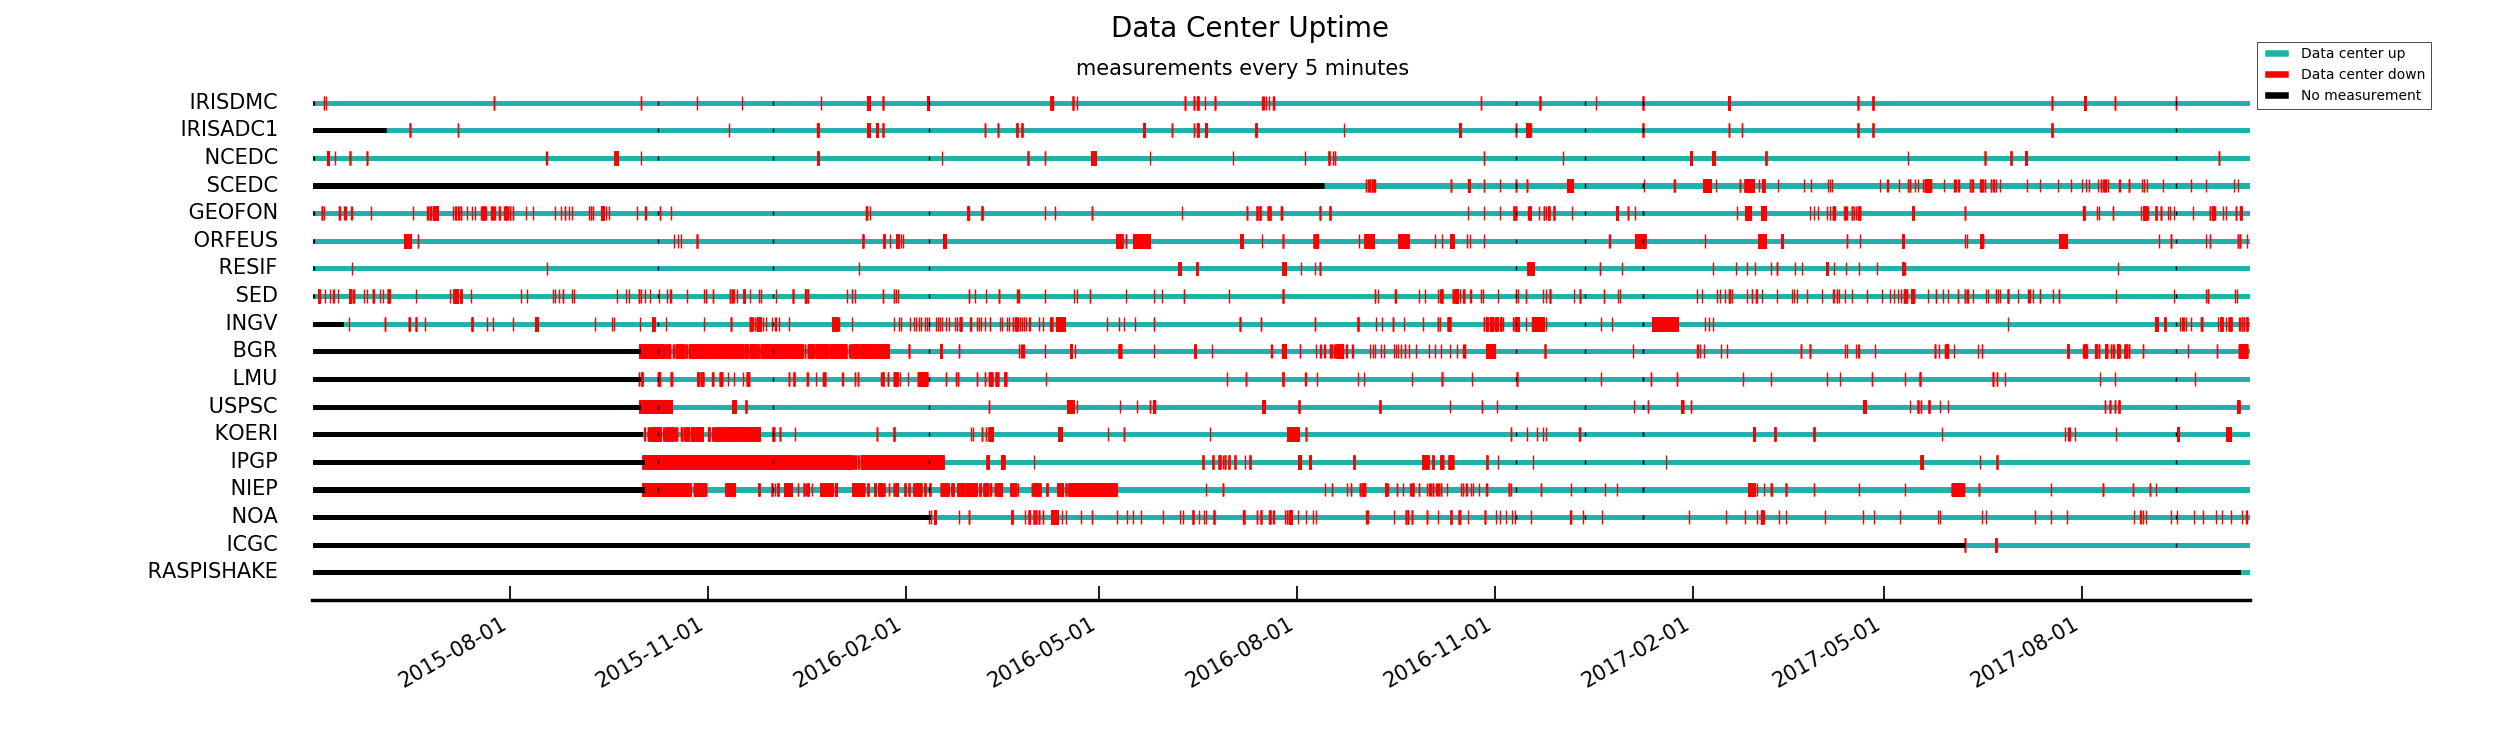 Data Center Uptime
measurements every 5 minutes
Data center up
Data center down
No measurement
IRISDMC
IRISADC1
NCEDC
SCEDC
GEOFON
ORFEUS
RESIF
SED
INGV
BGR
LMU
USPSC
KOERI
IPGP
NIEP
NOA
ICGC
RASPISHAKE
2015-08-01
2015-11-01
2016-02-01
2016-05-01
2016-08-01
2016-11-01
2017-02-01
2017-05-01
2017-08-01